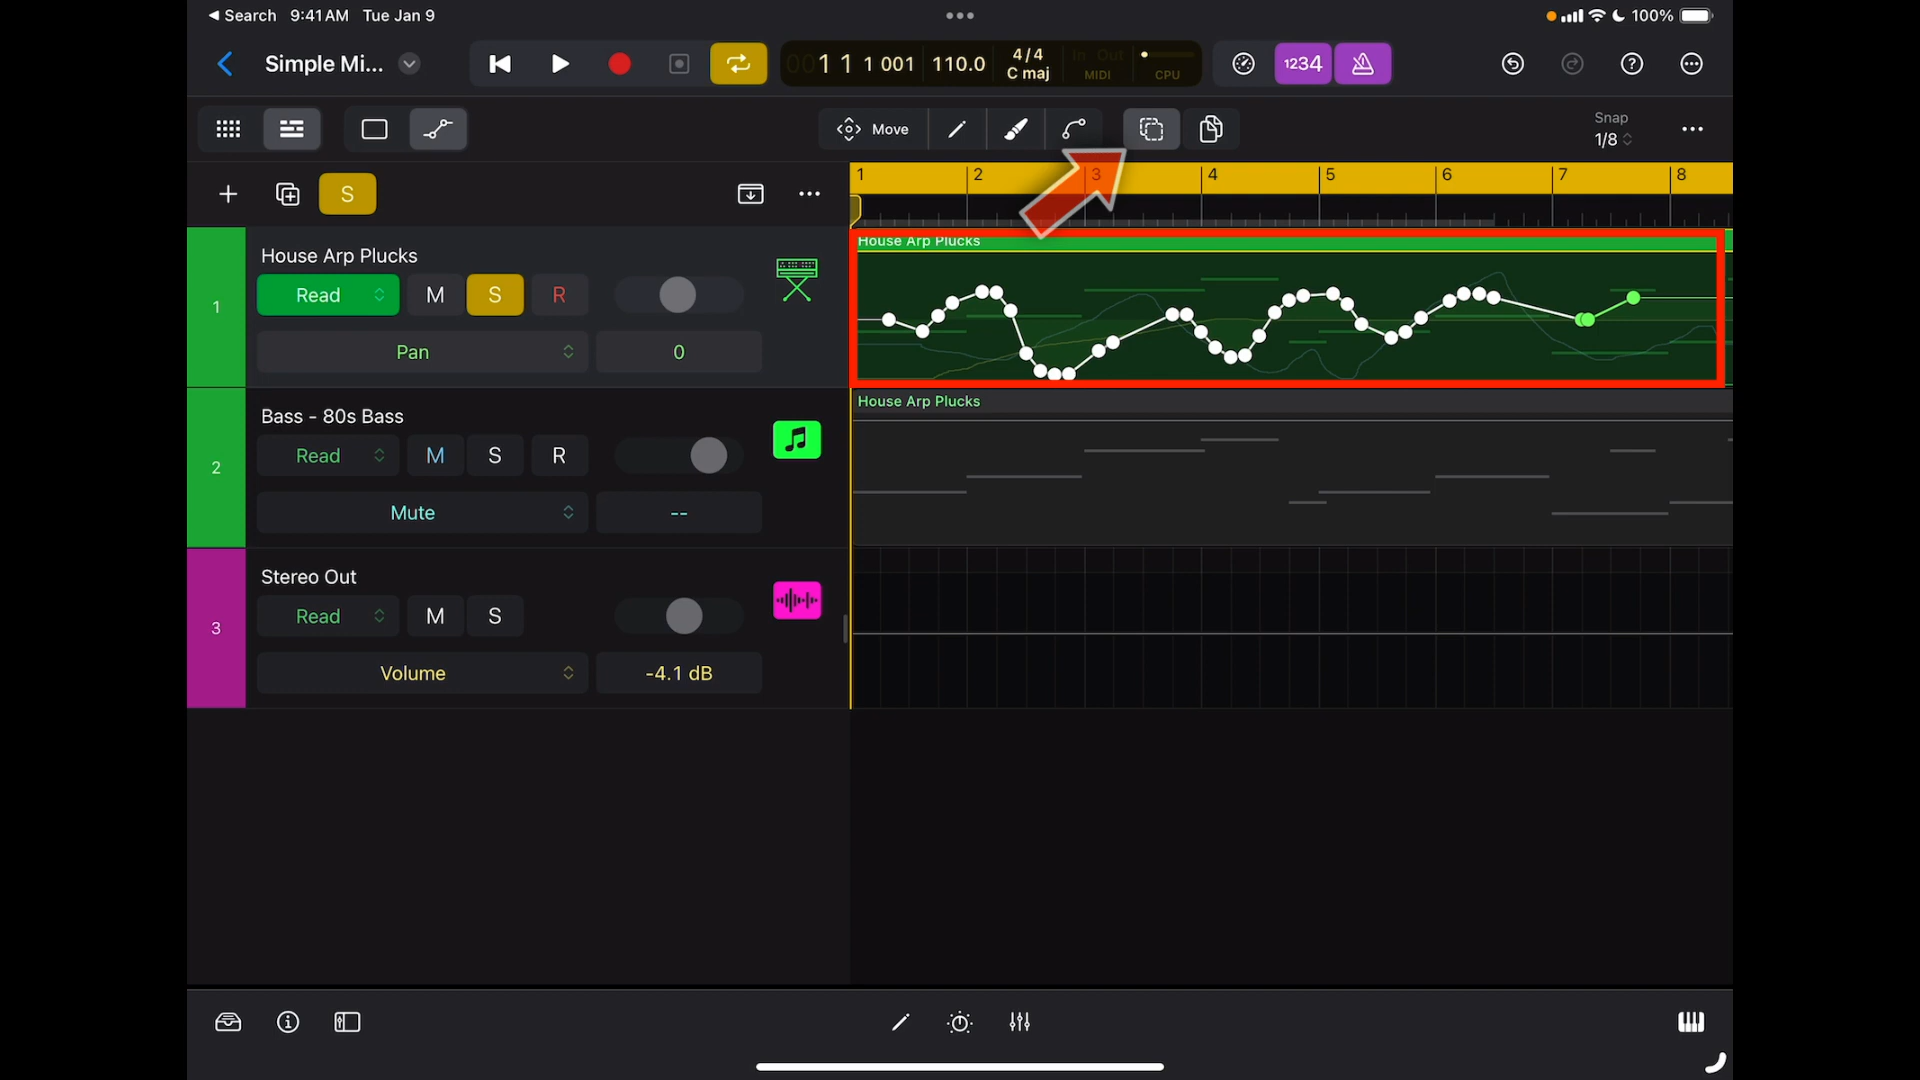 Search 9:41 AM Tue Jan 9
100%
Simple Mi...
001 1 1 001 110.0 4/4
C maj
In Out
MIDI
CPU
1234
Move
Snap
1/8
S
1 2 3 4 5 6 7 8
House Arp Plucks
1
House Arp Plucks
Read M S R
Pan 0
House Arp Plucks
2
Bass - 80s Bass
Read M S R
Mute --
3
Stereo Out
Read M S
Volume -4.1 dB